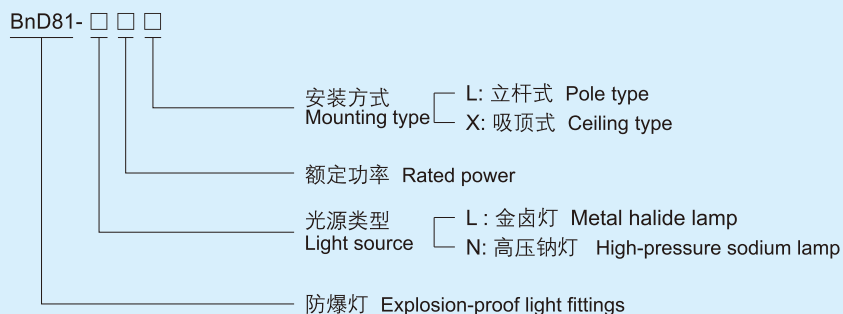 BnD81-□□□
安装方式
Mounting type
L: 立杆式 Pole type
X: 吸顶式 Ceiling type
额定功率 Rated power
光源类型
Light source
L : 金卤灯 Metal halide lamp
N: 高压钠灯 High-pressure sodium lamp
防爆灯 Explosion-proof light fittings